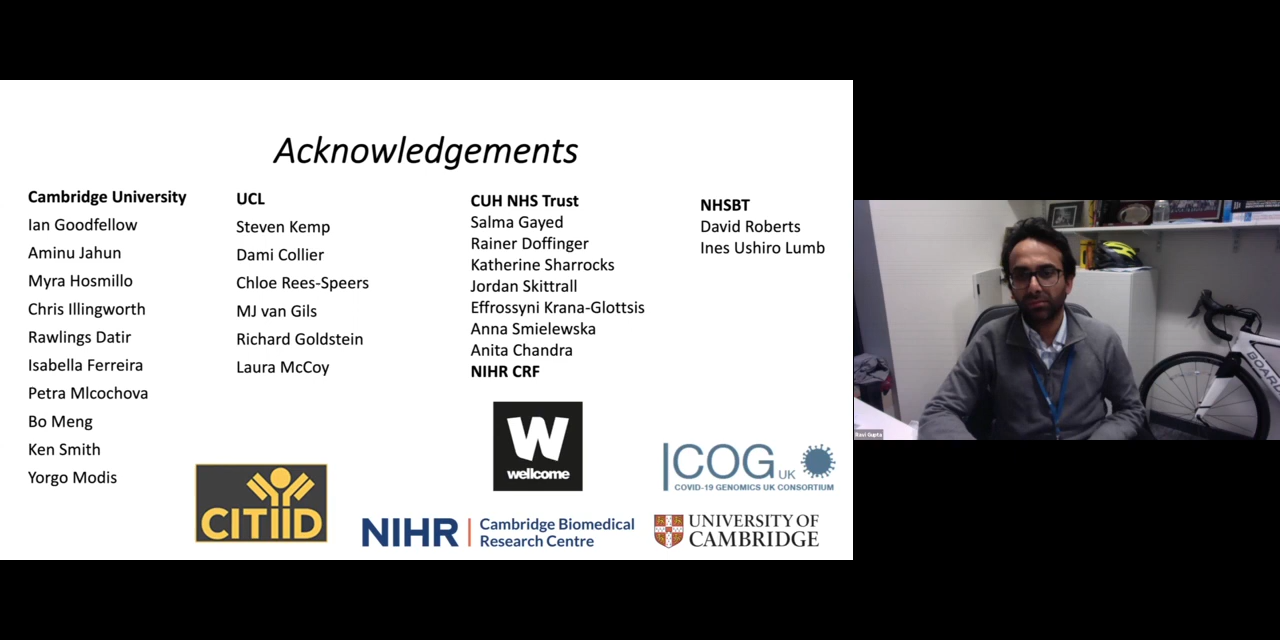 Acknowledgements
Cambridge University
Ian Goodfellow
Aminu Jahun
Myra Hosmillo
Chris Illingworth
Rawlings Datir
Isabella Ferreira
Petra Mlcochova
Bo Meng
Ken Smith
Yorgo Modis
UCL
Steven Kemp
Dami Collier
Chloe Rees-Speers
MJ van Gils
Richard Goldstein
Laura McCoy
CUH NHS Trust
Salma Gayed
Rainer Doffinger
Katherine Sharrocks
Jordan Skittrall
Effrossyni Krana-Glottsis
Anna Smielewska
Anita Chandra
NIHR CRF
NHSBT
David Roberts
Ines Ushiro Lumb
W
wellcome
COG UK
COVID-19 GENOMICS UK CONSORTIUM
CITIID
NIHR
Cambridge Biomedical
Research Centre
UNIVERSITY OF
CAMBRIDGE
Ravi Gupta
BOARD